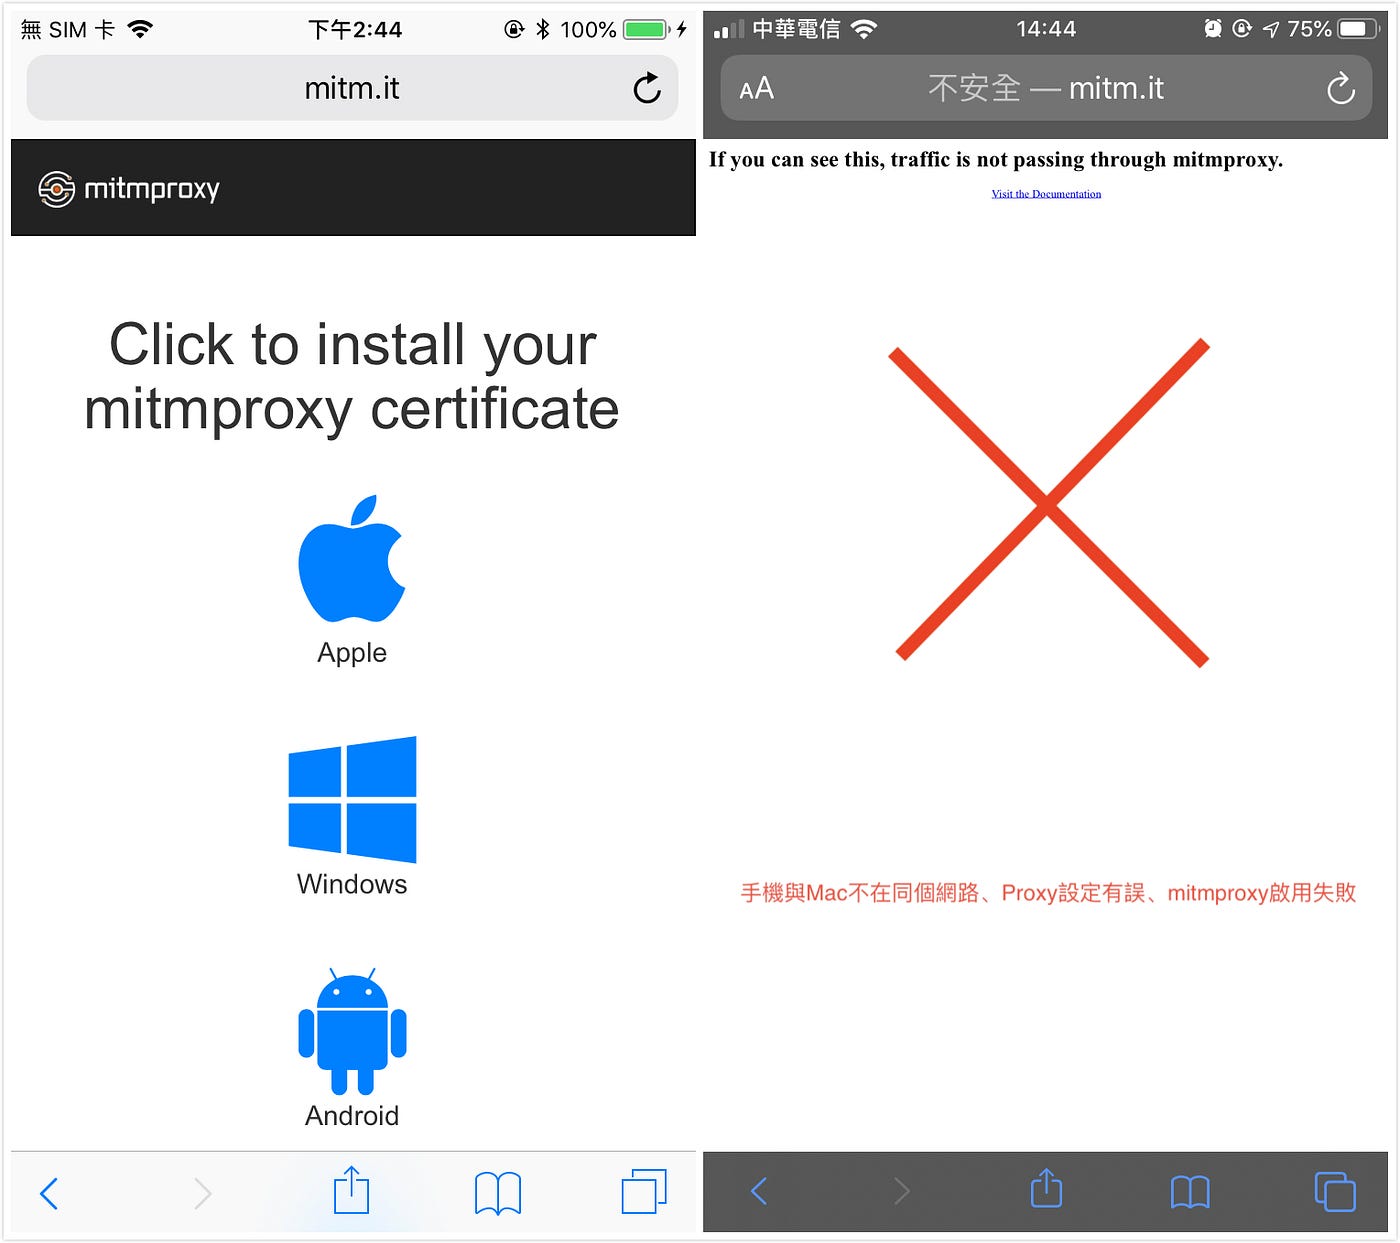 無 SIM 卡 下午2:44 100%
mitm.it
mitmproxy
Click to install your
mitmproxy certificate
Apple
Windows
Android
中華電信 14:44 75%
AA 不安全 — mitm.it
If you can see this, traffic is not passing through mitmproxy.
Visit the Documentation
手機與Mac不在同個網路、Proxy設定有誤、mitmproxy啟用失敗